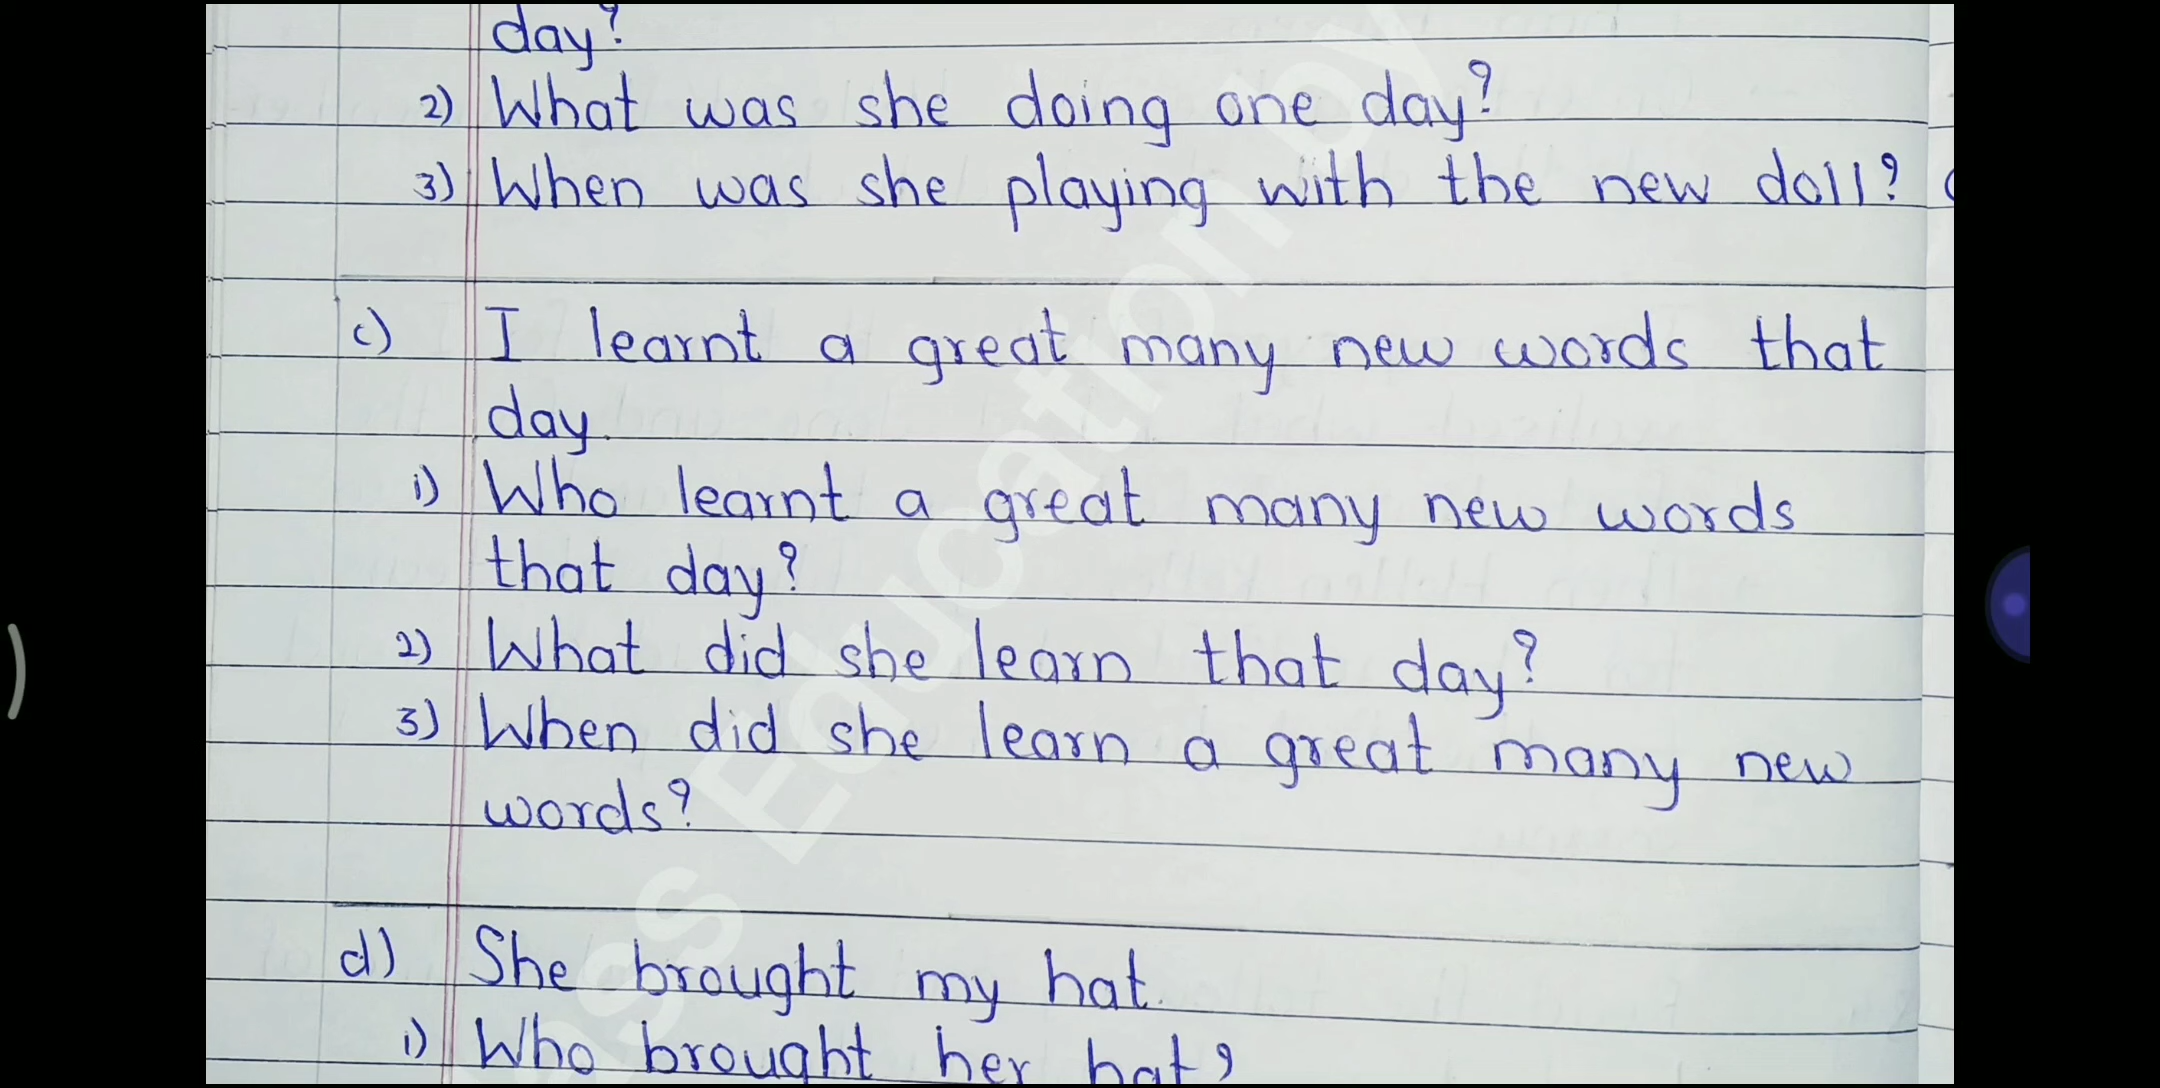 day?
2) What was she doing one day?
3) When was she playing with the new doll?
c) I learnt a great many new words that
day.
1) Who learnt a great many new words
that day?
2) What did she learn that day?
3) When did she learn a great many new
words?
d) She brought my hat.
1) Who brought her hat?
ss Education by